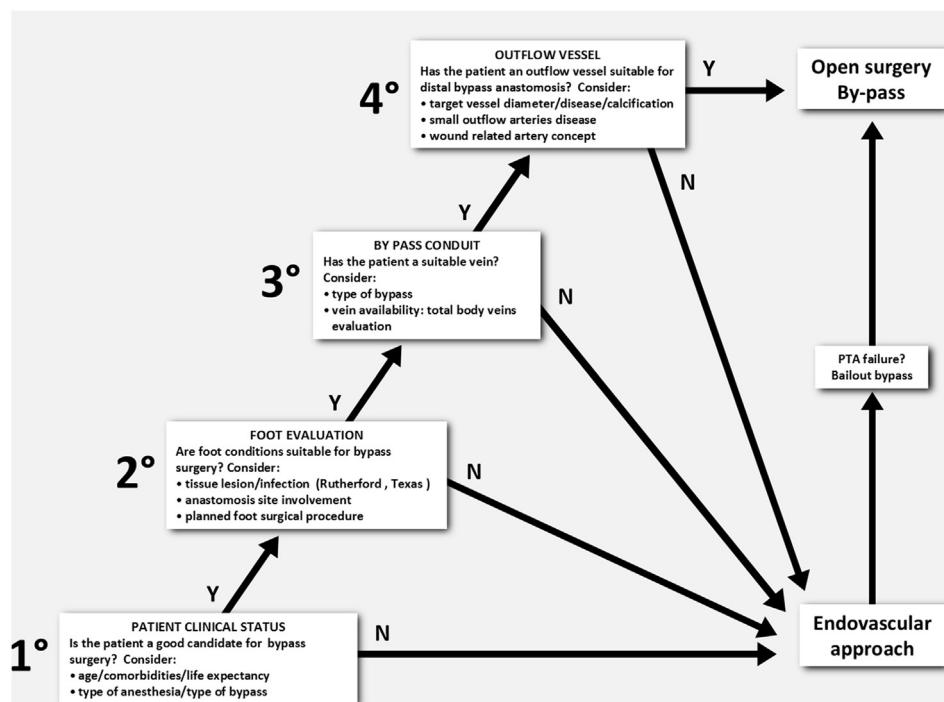 OUTFLOW VESSEL
Has the patient an outflow vessel suitable for
distal bypass anastomosis? Consider:
• target vessel diameter/disease/calcification
• small outflow arteries disease
• wound related artery concept
4°
Y
N
Open surgery
By-pass
Y
BY PASS CONDUIT
Has the patient a suitable vein?
Consider:
• type of bypass
• vein availability: total body veins
evaluation
3°
N
PTA failure?
Bailout bypass
Y
FOOT EVALUATION
Are foot conditions suitable for bypass
surgery? Consider:
• tissue lesion/infection (Rutherford , Texas )
• anastomosis site involvement
• planned foot surgical procedure
2°
N
Y
PATIENT CLINICAL STATUS
Is the patient a good candidate for bypass
surgery? Consider:
• age/comorbidities/life expectancy
• type of anesthesia/type of bypass
1°
N
Endovascular
approach